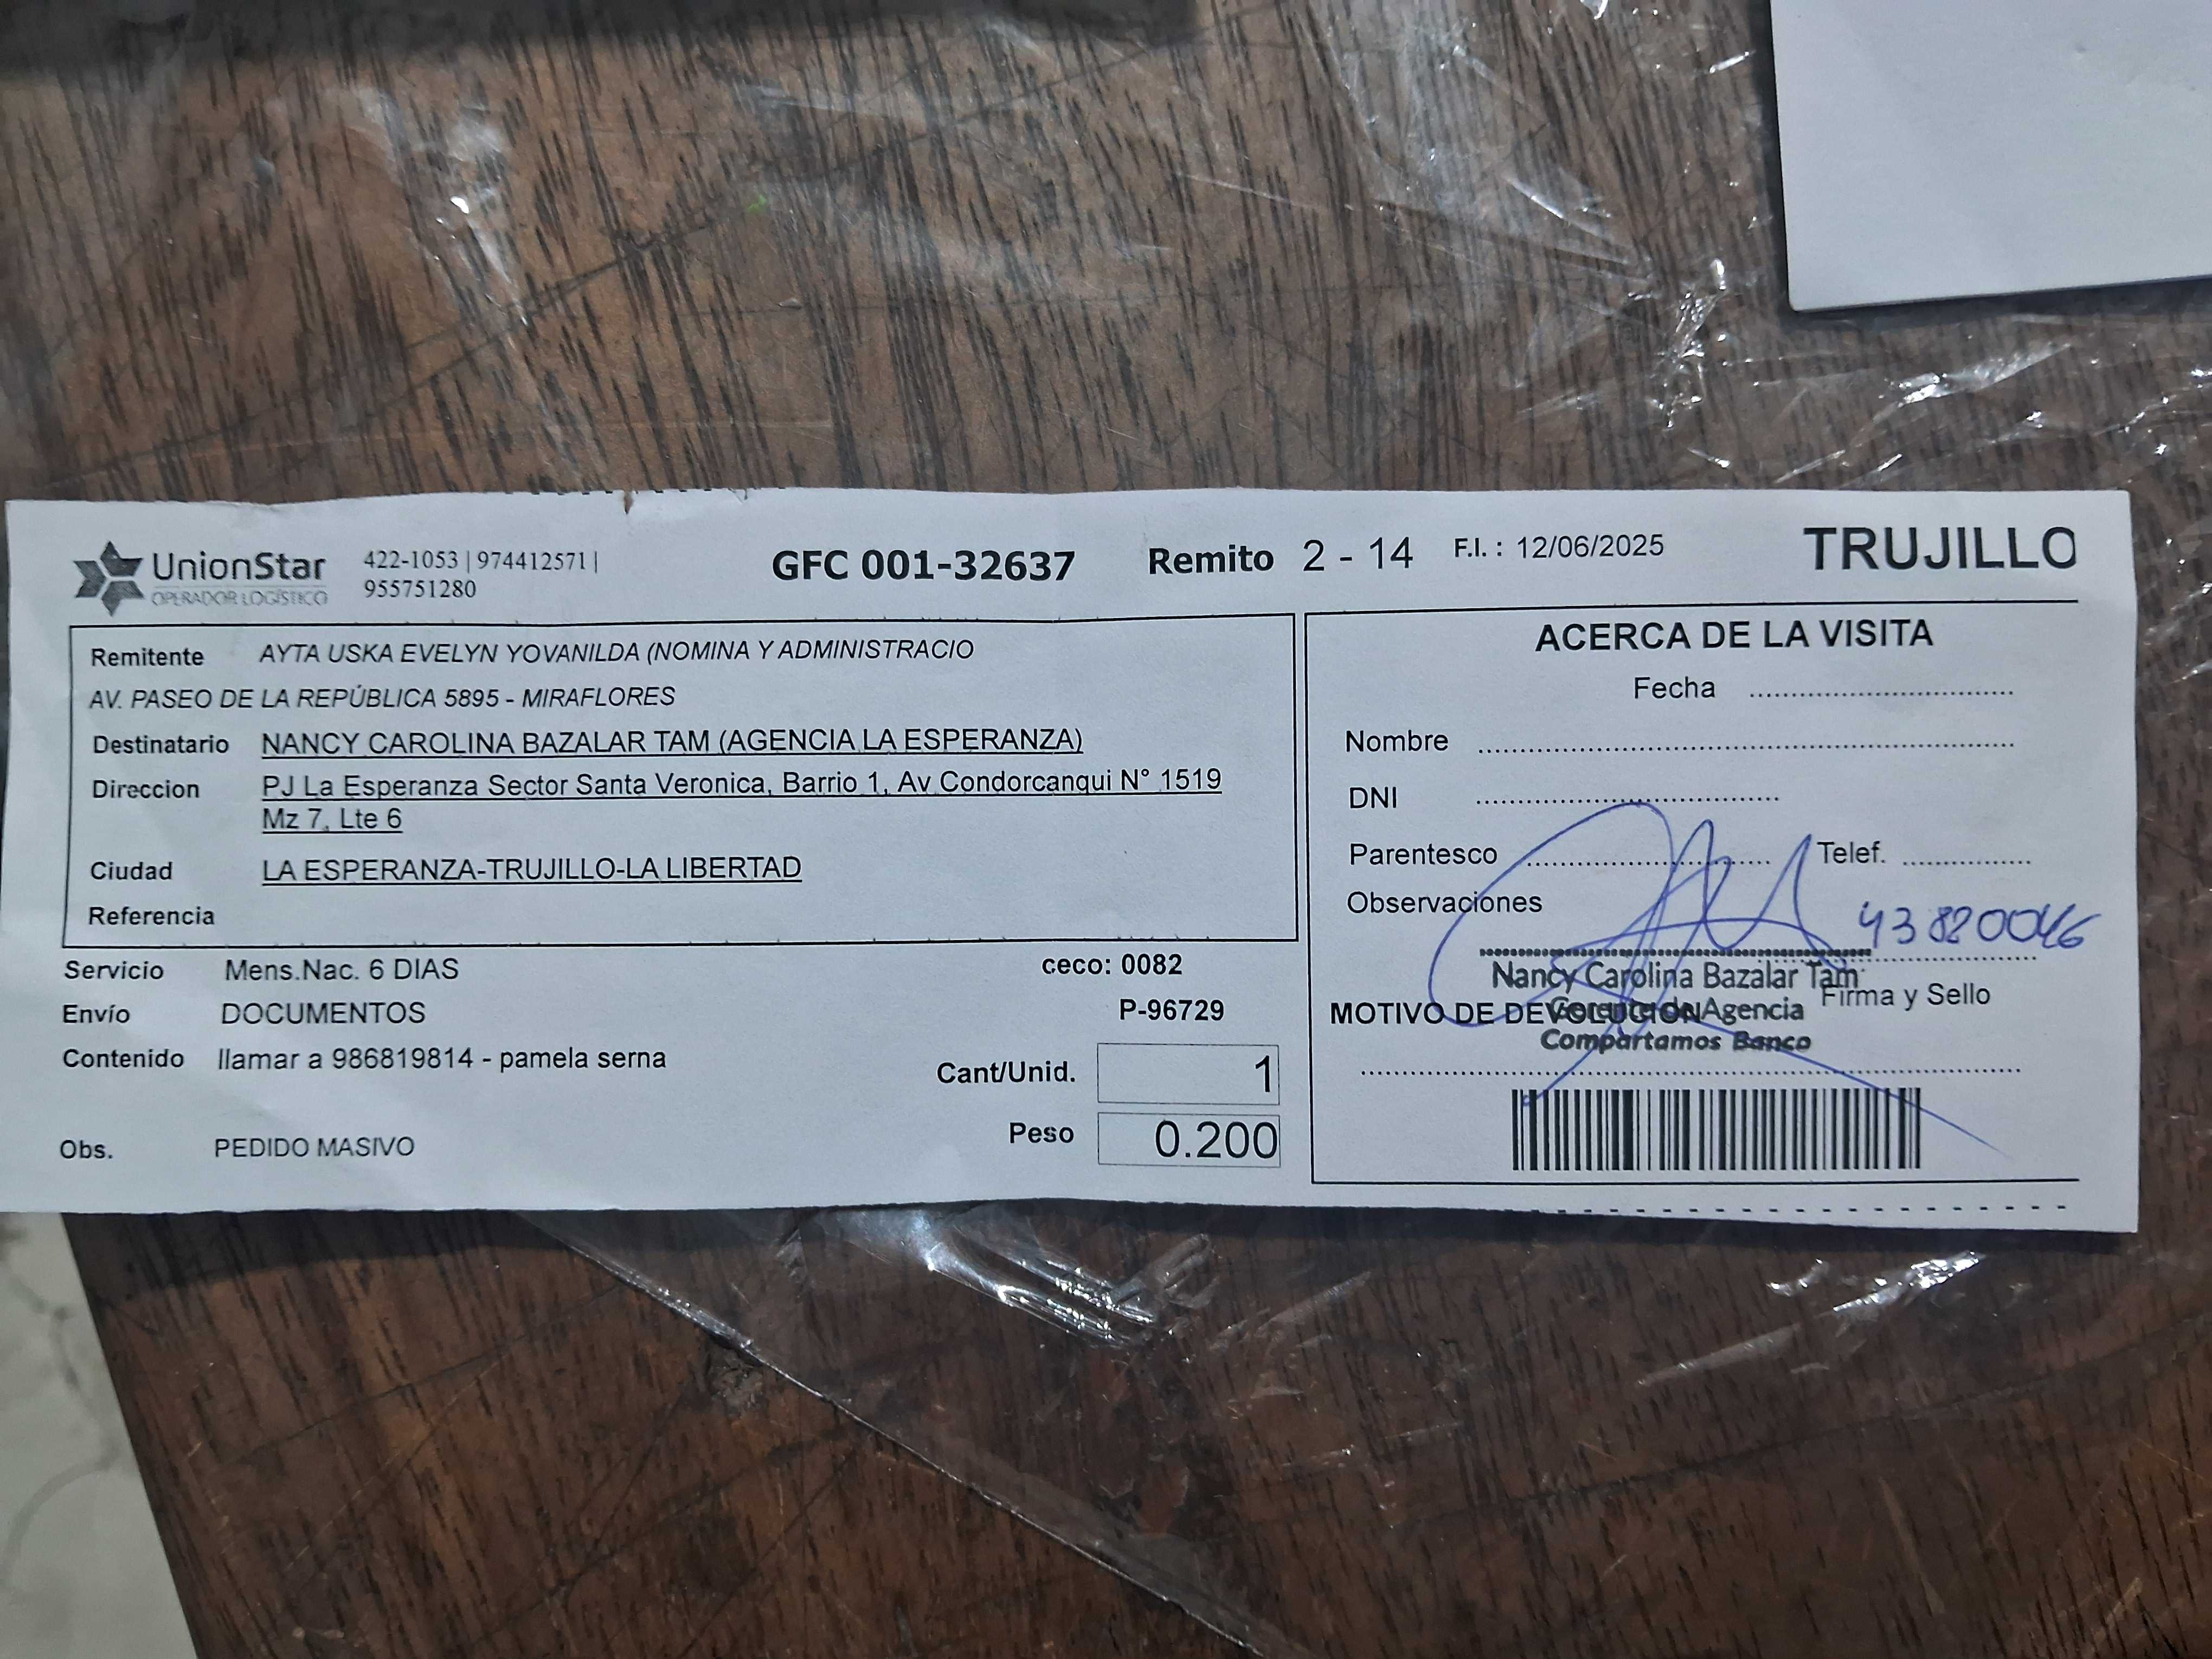 UnionStar
OPERADOR LOGÍSTICO
422-1053 | 974412571 |
955751280
GFC 001-32637
Remito 2 - 14
F.I. : 12/06/2025
TRUJILLO
Remitente AYTA USKA EVELYN YOVANILDA (NOMINA Y ADMINISTRACIO
AV. PASEO DE LA REPÚBLICA 5895 - MIRAFLORES
Destinatario NANCY CAROLINA BAZALAR TAM (AGENCIA LA ESPERANZA)
Direccion PJ La Esperanza Sector Santa Veronica, Barrio 1, Av Condorcanqui N° 1519
Mz 7, Lte 6
Ciudad LA ESPERANZA-TRUJILLO-LA LIBERTAD
Referencia
Servicio Mens.Nac. 6 DIAS
ceco: 0082
Envío DOCUMENTOS
P-96729
Contenido llamar a 986819814 - pamela serna
Cant/Unid. 1
Peso 0.200
Obs. PEDIDO MASIVO
ACERCA DE LA VISITA
Fecha
Nombre
DNI
Parentesco Telef.
Observaciones
43820046
Nancy Carolina Bazalar Tam
Firma y Sello
MOTIVO DE DEVOLUCION
Gerente de Agencia
Compartamos Banco